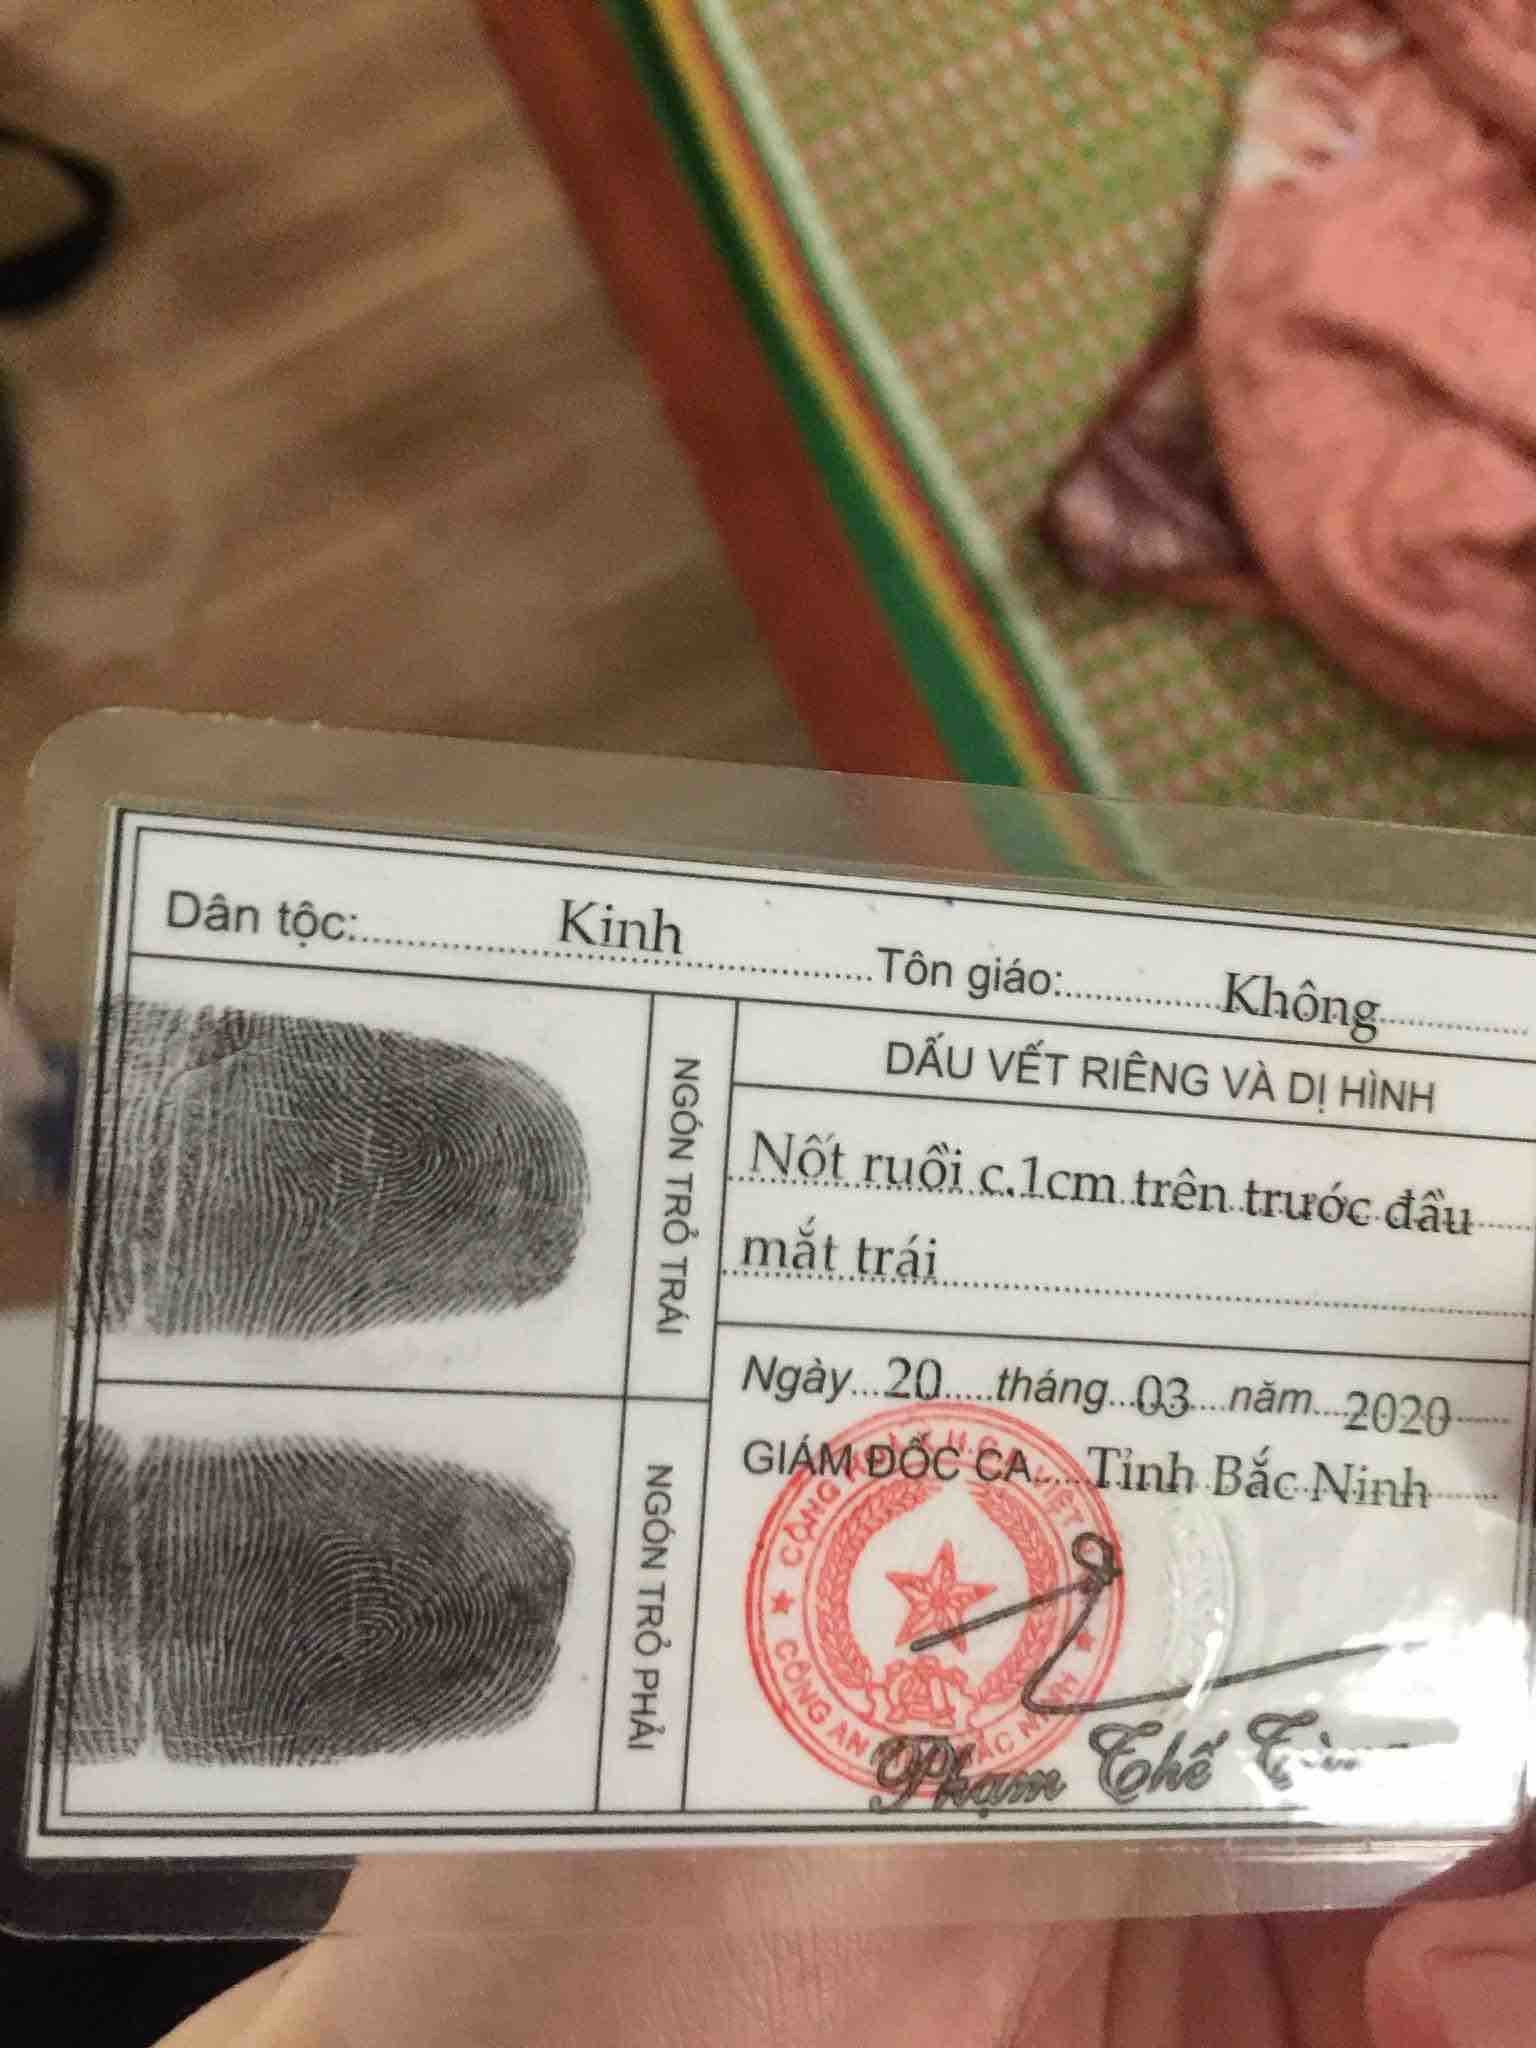 Dân tộc: Kinh Tôn giáo: Không
NGÓN TRỎ TRÁI
DẤU VẾT RIÊNG VÀ DỊ HÌNH
Nốt ruồi c.1cm trên trước đầu
mắt trái
NGÓN TRỎ PHẢI
Ngày 20 tháng 03 năm 2020
GIÁM ĐỐC CA Tỉnh Bắc Ninh
CÔNG AN
Phạm Thế